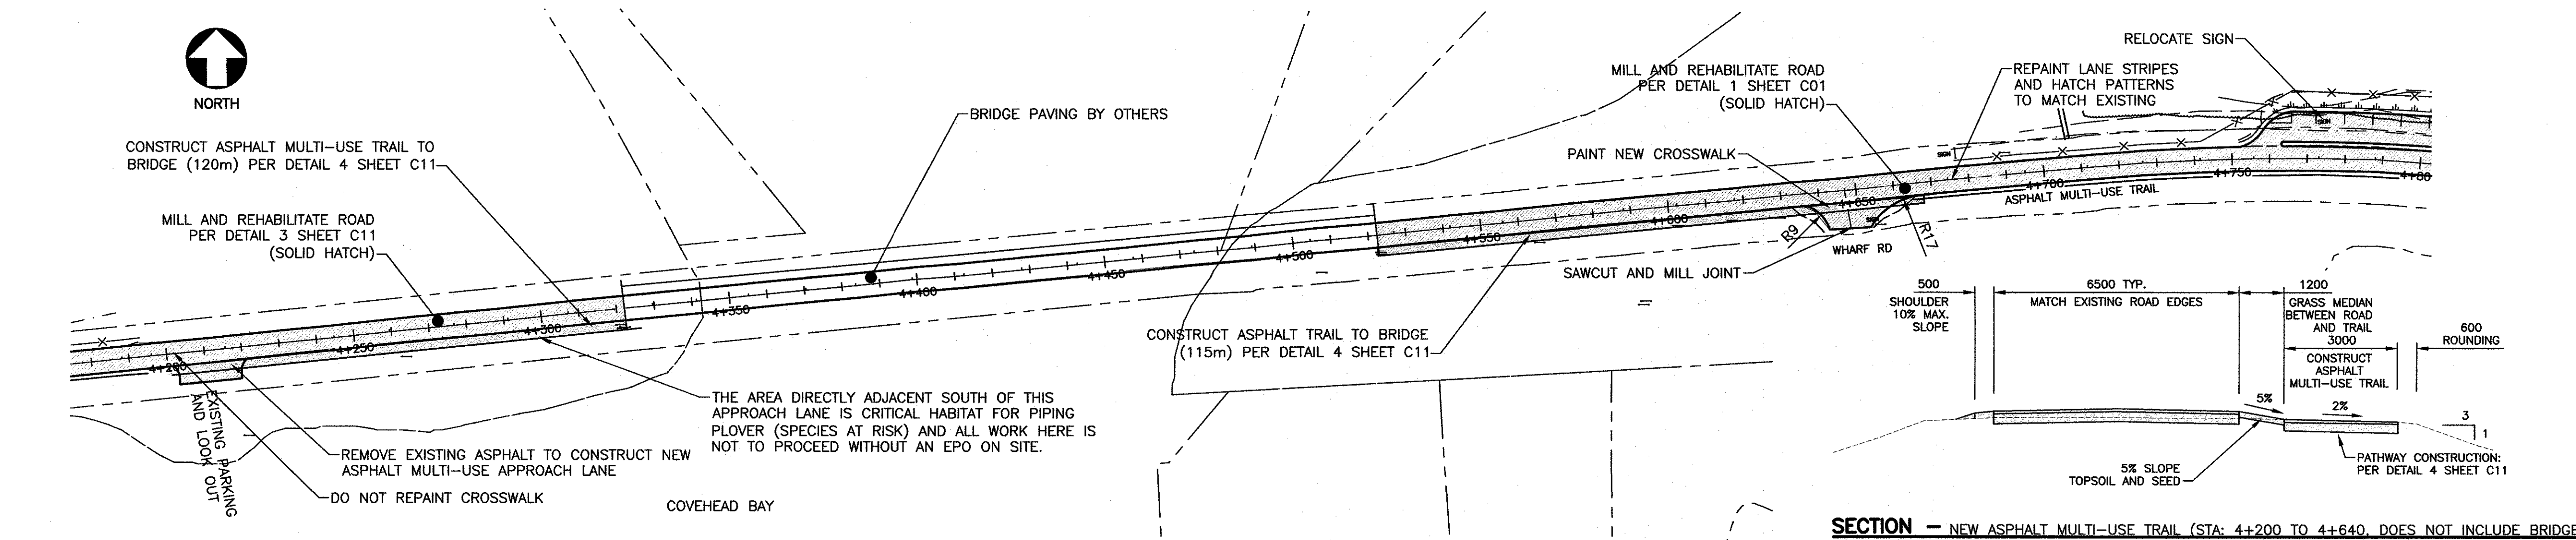 NORTH
CONSTRUCT ASPHALT MULTI-USE TRAIL TO
BRIDGE (120m) PER DETAIL 4 SHEET C11
MILL AND REHABILITATE ROAD
PER DETAIL 3 SHEET C11
(SOLID HATCH)
BRIDGE PAVING BY OTHERS
MILL AND REHABILITATE ROAD
PER DETAIL 1 SHEET C01
(SOLID HATCH)
RELOCATE SIGN
REPAINT LANE STRIPES
AND HATCH PATTERNS
TO MATCH EXISTING
PAINT NEW CROSSWALK
SIGN
SIGN
SIGN
4+200
4+250
4+300
4+350
4+400
4+450
4+500
4+550
4+600
4+650
4+700
4+750
4+80
ASPHALT MULTI-USE TRAIL
R9
R17
WHARF RD
SAWCUT AND MILL JOINT
CONSTRUCT ASPHALT TRAIL TO BRIDGE
(115m) PER DETAIL 4 SHEET C11
EXISTING PARKING
AND LOOK OUT
THE AREA DIRECTLY ADJACENT SOUTH OF THIS
APPROACH LANE IS CRITICAL HABITAT FOR PIPING
PLOVER (SPECIES AT RISK) AND ALL WORK HERE IS
NOT TO PROCEED WITHOUT AN EPO ON SITE.
REMOVE EXISTING ASPHALT TO CONSTRUCT NEW
ASPHALT MULTI-USE APPROACH LANE
DO NOT REPAINT CROSSWALK
COVEHEAD BAY
500
SHOULDER
10% MAX.
SLOPE
6500 TYP.
MATCH EXISTING ROAD EDGES
1200
GRASS MEDIAN
BETWEEN ROAD
AND TRAIL
3000
CONSTRUCT
ASPHALT
MULTI-USE TRAIL
600
ROUNDING
5%
2%
3
1
5% SLOPE
TOPSOIL AND SEED
PATHWAY CONSTRUCTION:
PER DETAIL 4 SHEET C11
SECTION - NEW ASPHALT MULTI-USE TRAIL (STA: 4+200 TO 4+640, DOES NOT INCLUDE BRIDGE